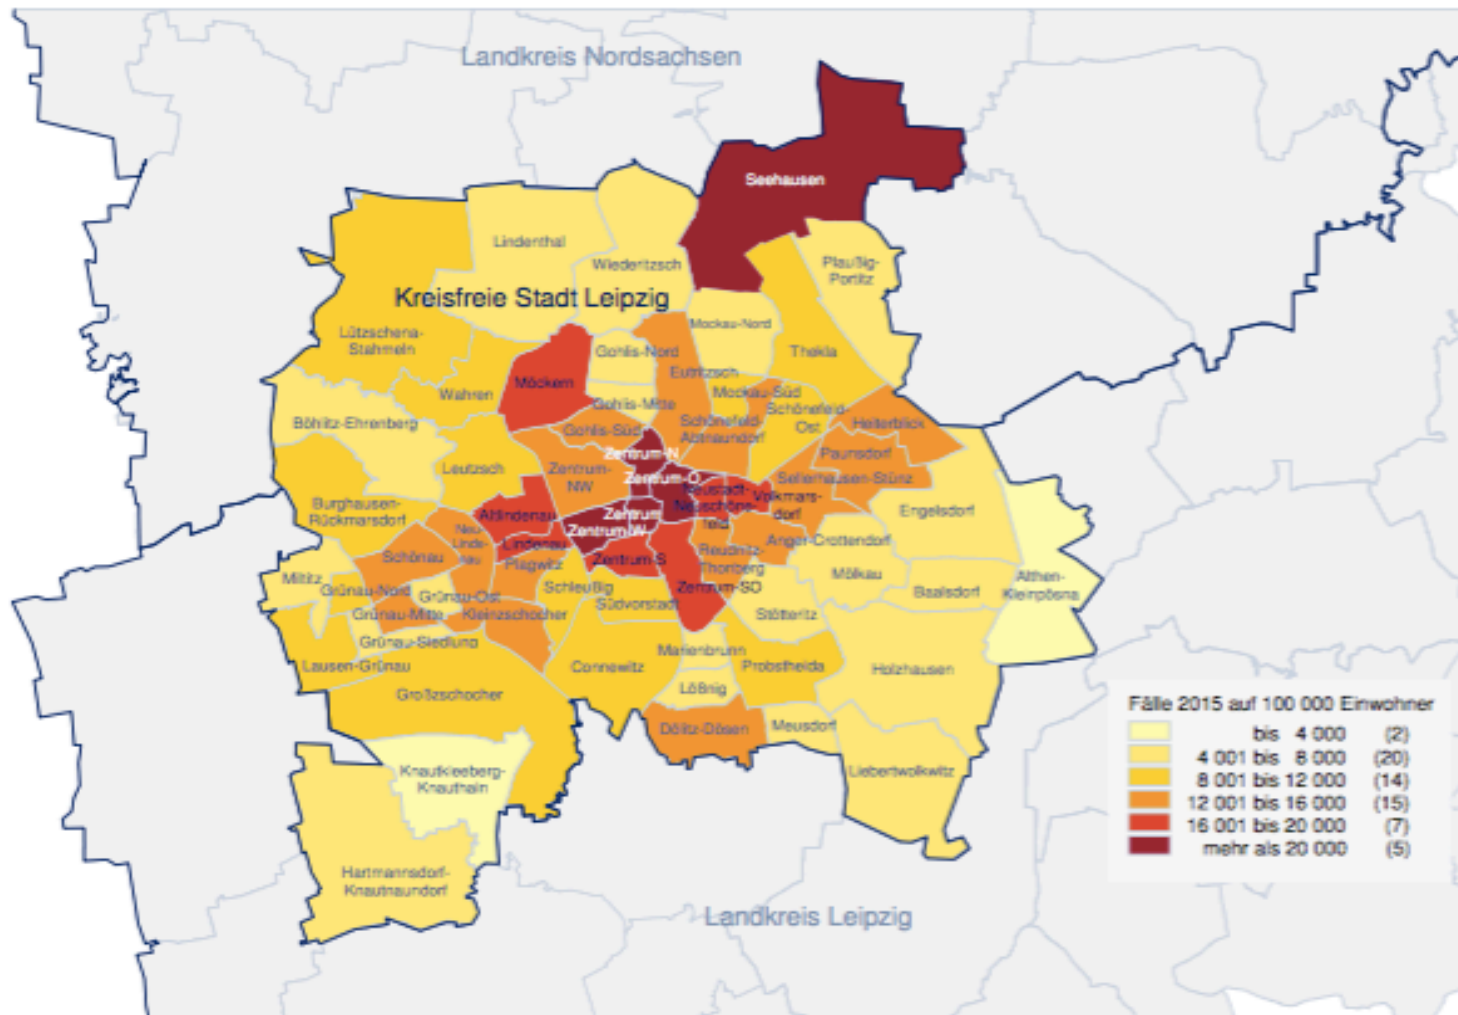 Landkreis Nordsachsen
Seehausen
Lindenthal
Wiederitzsch
Plaußig-
Portitz
Kreisfreie Stadt Leipzig
Lützschena-
Stahmeln
Mockau-Nord
Thekla
Gohlis-Nord
Eutritzsch
Möckern
Wahren
Mockau-Süd
Gohlis-Mitte
Schönefeld-
Ost
Böhlitz-Ehrenberg
Schönefeld-
Abtnaundorf
Heiterblick
Gohlis-Süd
Zentrum-N
Paunsdorf
Leutzsch
Zentrum-
NW
Zentrum-O
Sellerhausen-Stünz
Neustadt-
Neuschöne-
feld
Volkmars-
dorf
Burghausen-
Rückmarsdorf
Altlindenau
Zentrum
Zentrum-W
Engelsdorf
Neu-
Linde-
nau
Lindenau
Anger-Crottendorf
Schönau
Plagwitz
Zentrum-S
Reudnitz-
Thonberg
Mölkau
Althen-
Kleinpösna
Miltitz
Grünau-Nord
Grünau-Ost
Schleußig
Zentrum-SO
Baalsdorf
Südvorstadt
Grünau-Mitte
Kleinzschocher
Stötteritz
Grünau-Siedlung
Marienbrunn
Lausen-Grünau
Connewitz
Probstheida
Holzhausen
Großzschocher
Lößnig
Dölitz-Dösen
Meusdorf
Knautkleeberg-
Knauthain
Liebertwolkwitz
Hartmannsdorf-
Knautnaundorf
Landkreis Leipzig
Fälle 2015 auf 100 000 Einwohner
bis 4 000 (2)
4 001 bis 8 000 (20)
8 001 bis 12 000 (14)
12 001 bis 16 000 (15)
16 001 bis 20 000 (7)
mehr als 20 000 (5)